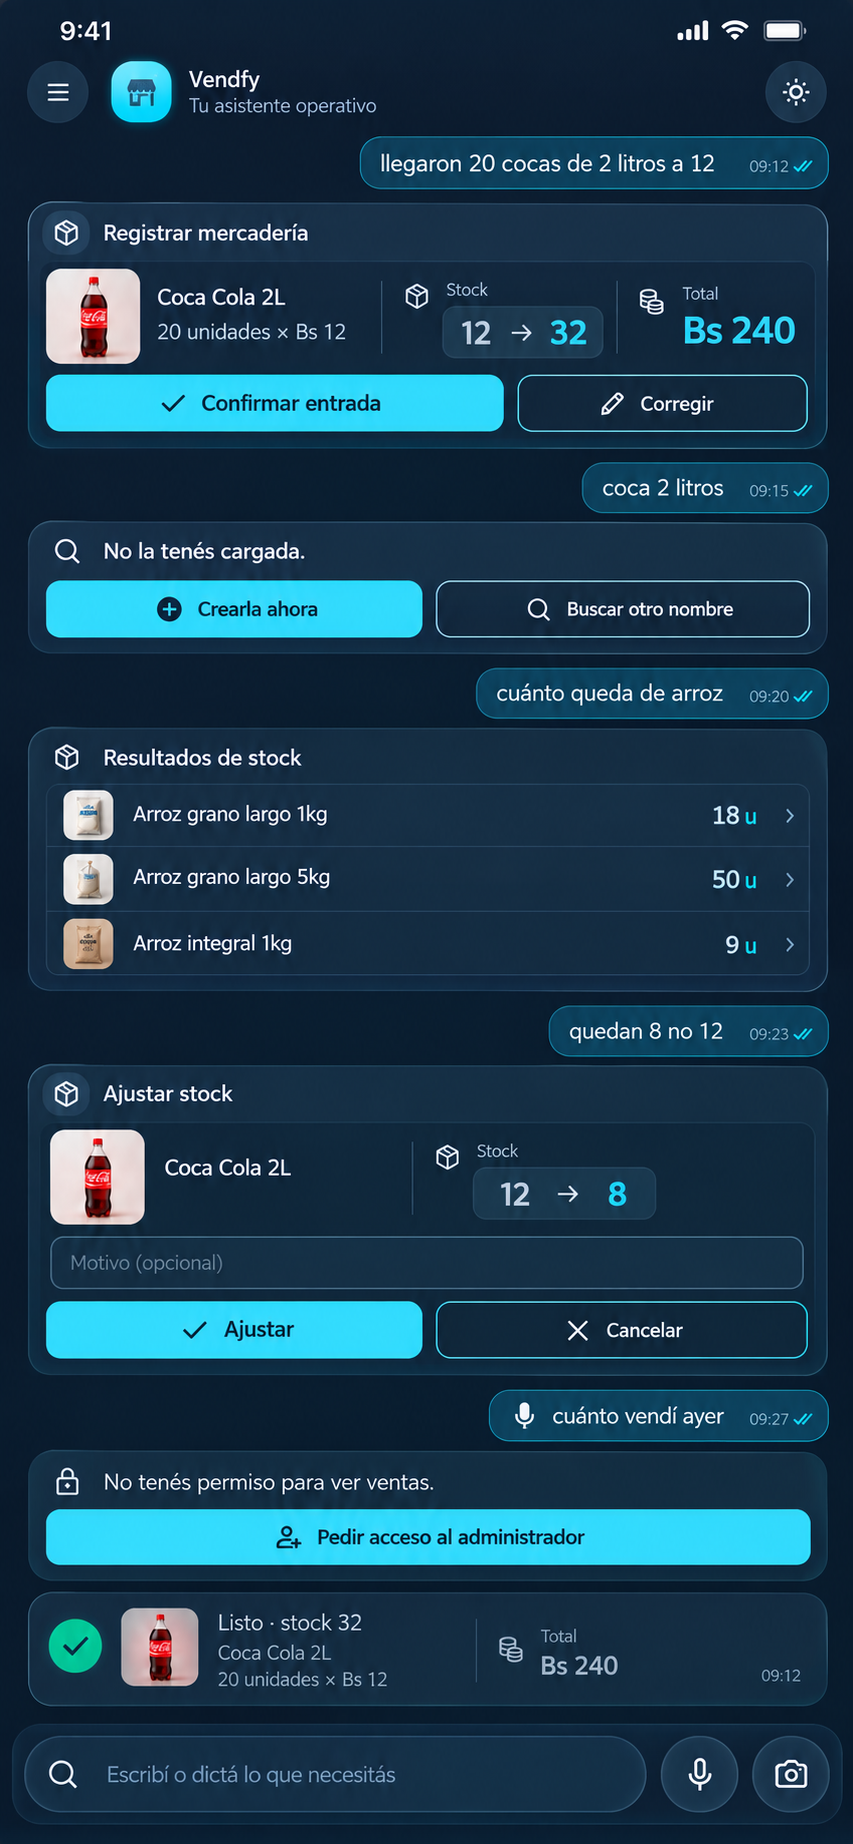 9:41
Vendfy
Tu asistente operativo
llegaron 20 cocas de 2 litros a 12 09:12
Registrar mercadería
Coca Cola 2L
20 unidades × Bs 12
Stock
12 → 32
Total
Bs 240
Confirmar entrada
Corregir
coca 2 litros 09:15
No la tenés cargada.
Crearla ahora
Buscar otro nombre
cuánto queda de arroz 09:20
Resultados de stock
Arroz grano largo 1kg 18 u
Arroz grano largo 5kg 50 u
Arroz integral 1kg 9 u
quedan 8 no 12 09:23
Ajustar stock
Coca Cola 2L
Stock
12 → 8
Motivo (opcional)
Ajustar
Cancelar
cuánto vendí ayer 09:27
No tenés permiso para ver ventas.
Pedir acceso al administrador
Listo · stock 32
Coca Cola 2L
20 unidades × Bs 12
Total
Bs 240
09:12
Escribí o dictá lo que necesitás